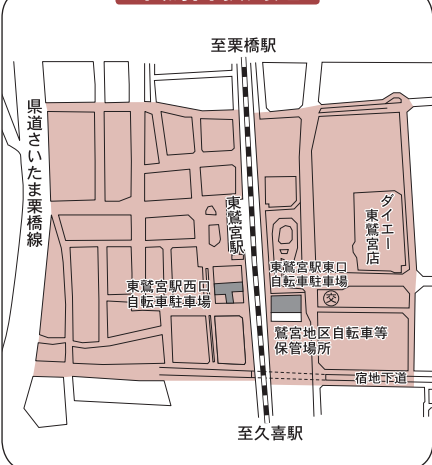 至栗橋駅
県道さいたま栗橋線
東鷲宮駅
ダイエー
東鷲宮店
東鷲宮駅東口
自転車駐車場
東鷲宮駅西口
自転車駐車場
交
鷲宮地区自転車等
保管場所
宿地下道
至久喜駅